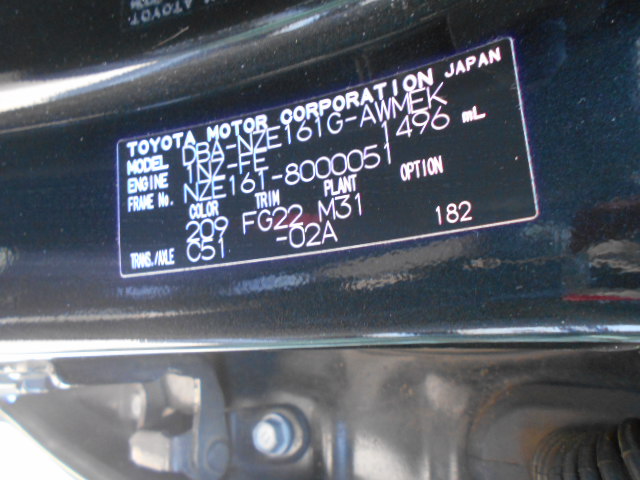 TOYOTA MOTOR CORPORATION JAPAN
MODEL DBA-NZE161G-AWMEK
ENGINE 1NZ-FE 1496 mL
FRAME No. NZE161-8000051
COLOR TRIM PLANT OPTION
209 FG22 M31
TRANS./AXLE C51 -02A 182